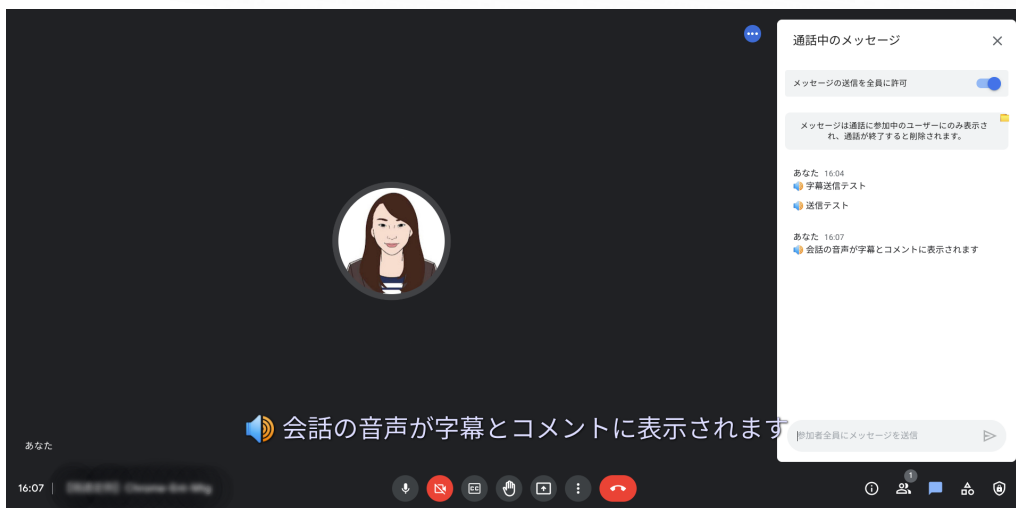 通話中のメッセージ
メッセージの送信を全員に許可
メッセージは通話に参加中のユーザーにのみ表示さ
れ、通話が終了すると削除されます。
あなた 16:04
字幕送信テスト
送信テスト
あなた 16:07
会話の音声が字幕とコメントに表示されます
会話の音声が字幕とコメントに表示されます
参加者全員にメッセージを送信
あなた
16:07
CC
1